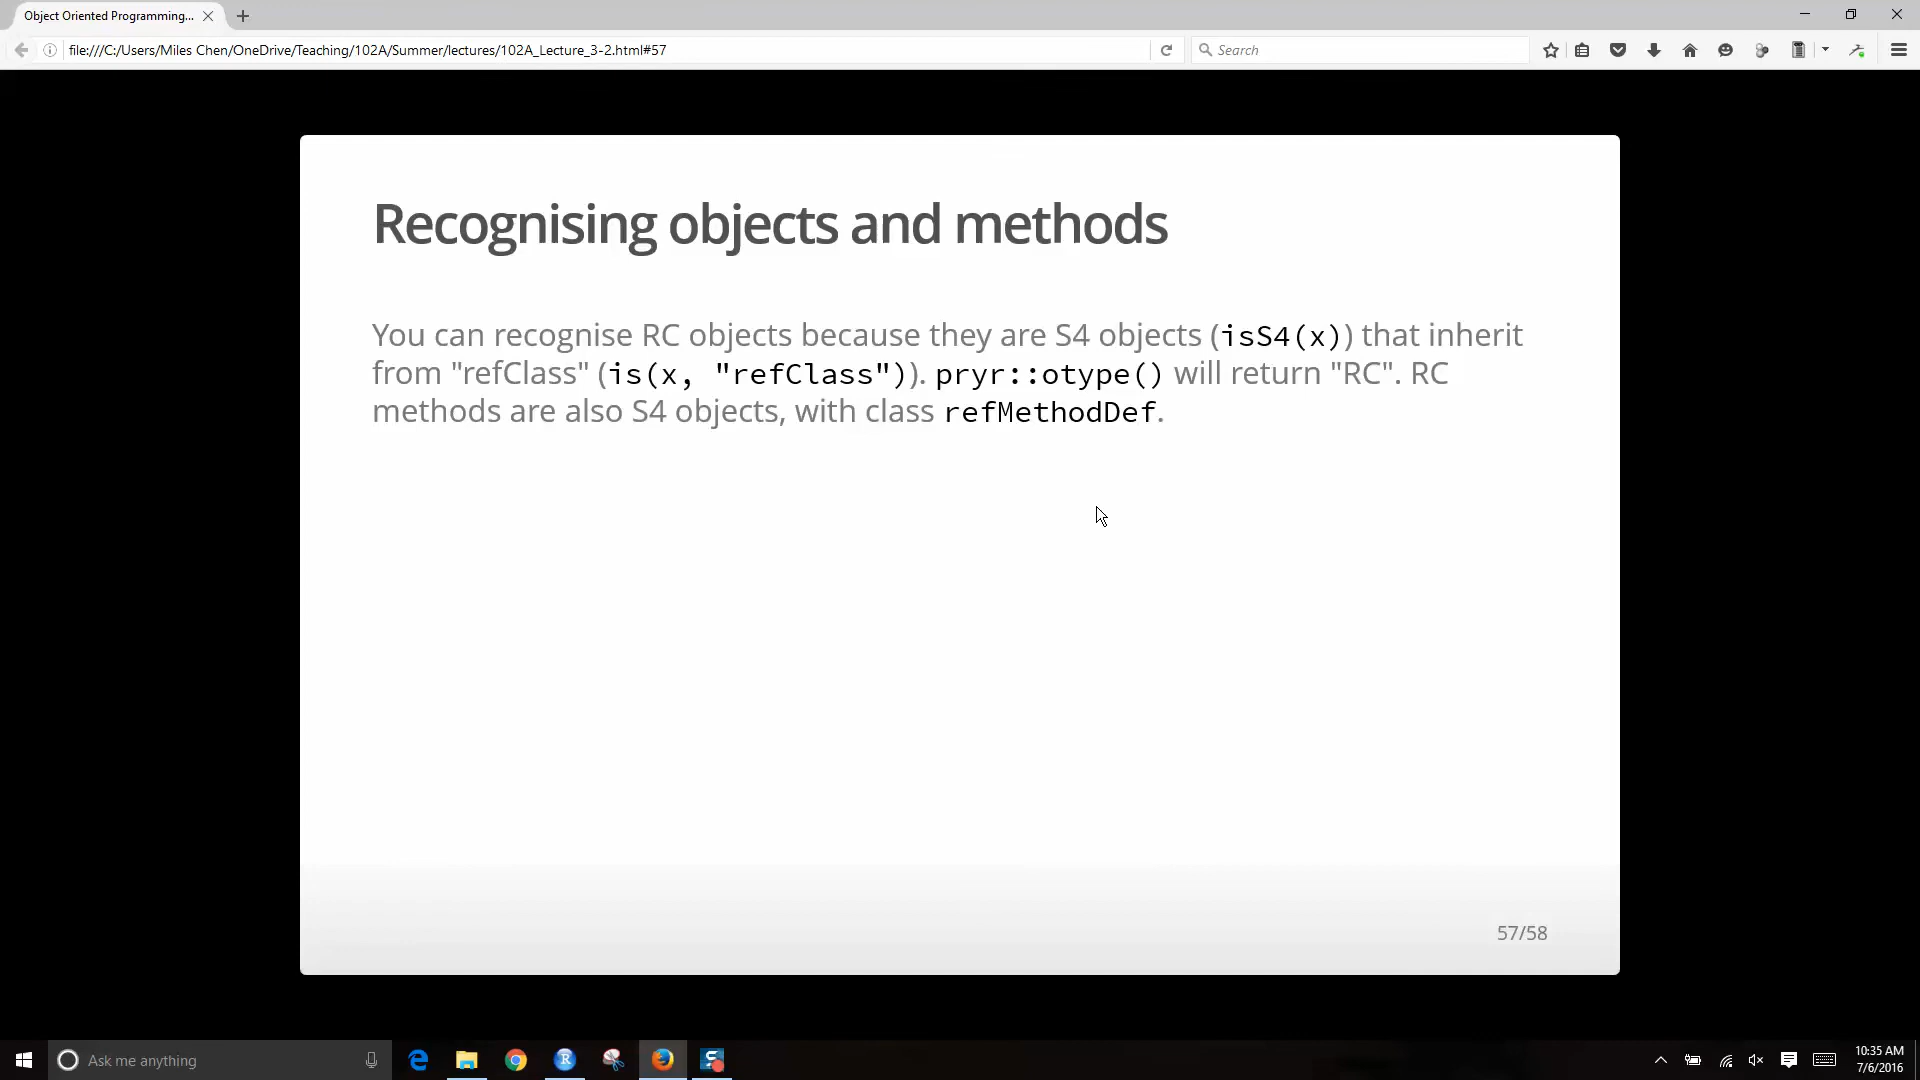 Object Oriented Programming...
file:///C:/Users/Miles Chen/OneDrive/Teaching/102A/Summer/lectures/102A_Lecture_3-2.html#57
Search
Recognising objects and methods
You can recognise RC objects because they are S4 objects (isS4(x)) that inherit
from "refClass" (is(x, "refClass")). pryr::otype() will return "RC". RC
methods are also S4 objects, with class refMethodDef.
57/58
Ask me anything
10:35 AM
7/6/2016